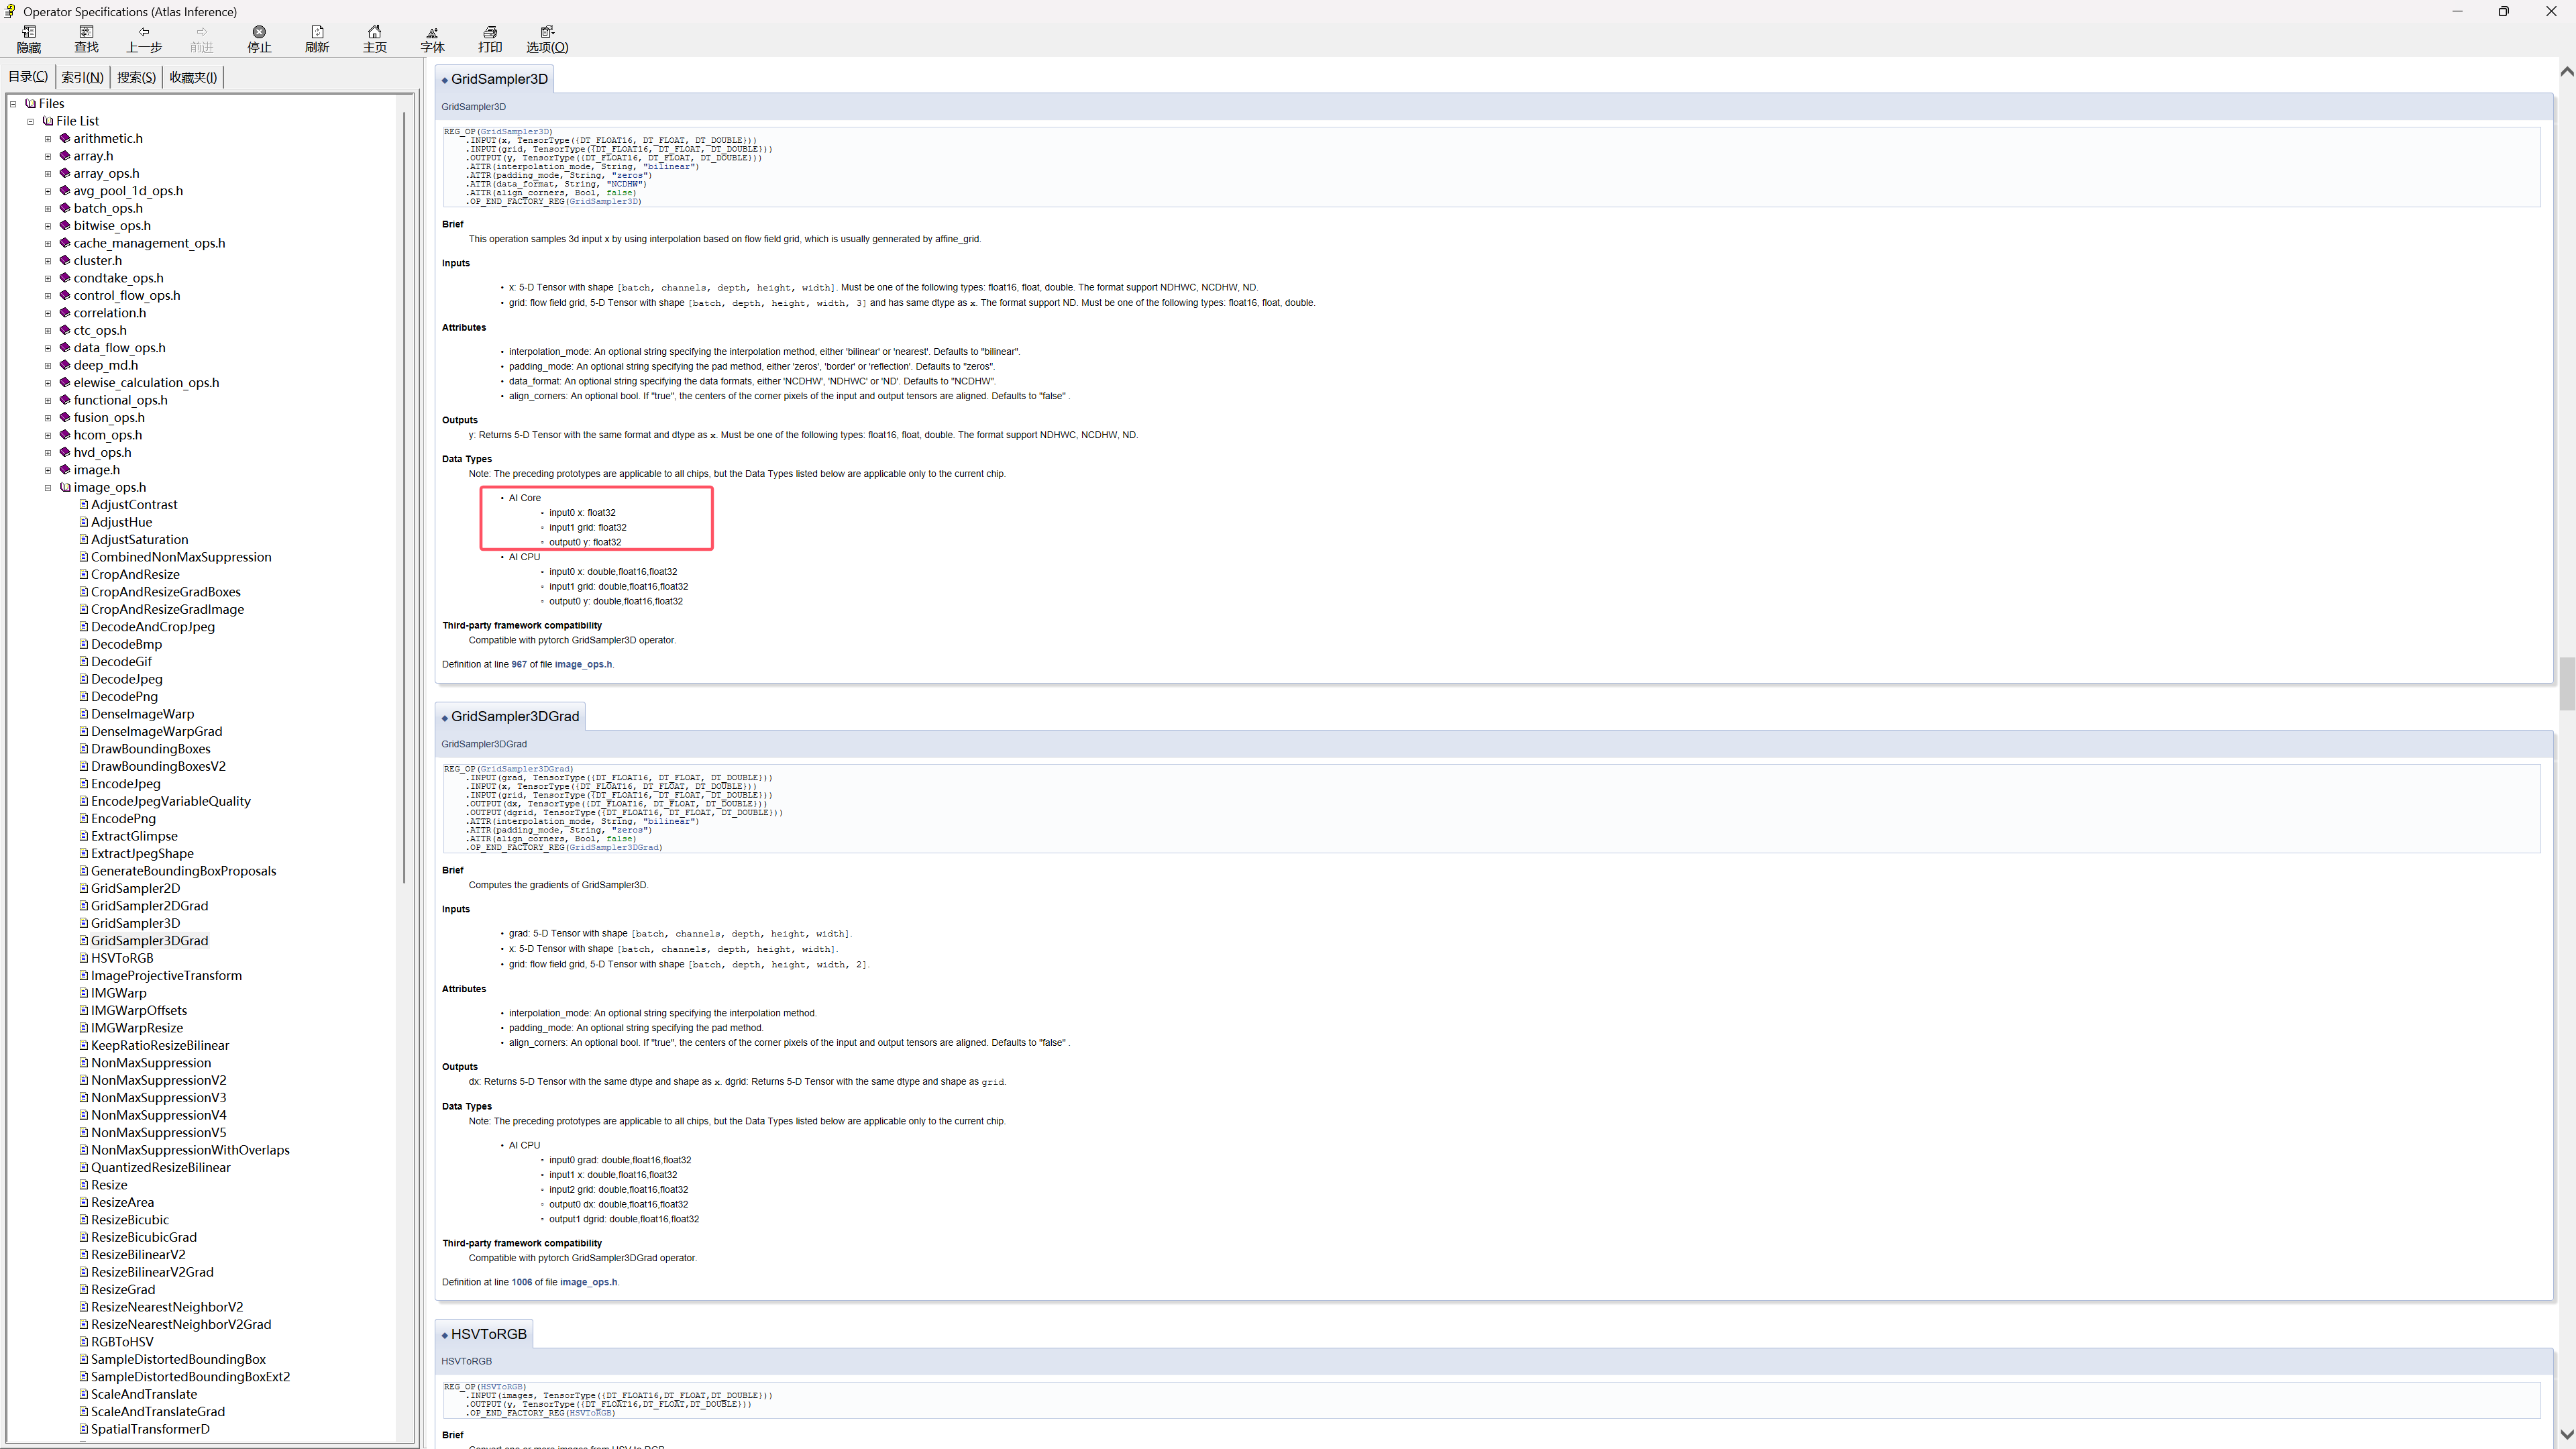 Operator Specifications (Atlas Inference)
隐藏 查找 上一步 前进 停止 刷新 主页 字体 打印 选项(O)
目录(C) 索引(N) 搜索(S) 收藏夹(I)
Files
File List
arithmetic.h
array.h
array_ops.h
avg_pool_1d_ops.h
batch_ops.h
bitwise_ops.h
cache_management_ops.h
cluster.h
condtake_ops.h
control_flow_ops.h
correlation.h
ctc_ops.h
data_flow_ops.h
deep_md.h
elewise_calculation_ops.h
functional_ops.h
fusion_ops.h
hcom_ops.h
hvd_ops.h
image.h
image_ops.h
AdjustContrast
AdjustHue
AdjustSaturation
CombinedNonMaxSuppression
CropAndResize
CropAndResizeGradBoxes
CropAndResizeGradImage
DecodeAndCropJpeg
DecodeBmp
DecodeGif
DecodeJpeg
DecodePng
DenseImageWarp
DenseImageWarpGrad
DrawBoundingBoxes
DrawBoundingBoxesV2
EncodeJpeg
EncodeJpegVariableQuality
EncodePng
ExtractGlimpse
ExtractJpegShape
GenerateBoundingBoxProposals
GridSampler2D
GridSampler2DGrad
GridSampler3D
GridSampler3DGrad
HSVToRGB
ImageProjectiveTransform
IMGWarp
IMGWarpOffsets
IMGWarpResize
KeepRatioResizeBilinear
NonMaxSuppression
NonMaxSuppressionV2
NonMaxSuppressionV3
NonMaxSuppressionV4
NonMaxSuppressionV5
NonMaxSuppressionWithOverlaps
QuantizedResizeBilinear
Resize
ResizeArea
ResizeBicubic
ResizeBicubicGrad
ResizeBilinearV2
ResizeBilinearV2Grad
ResizeGrad
ResizeNearestNeighborV2
ResizeNearestNeighborV2Grad
RGBToHSV
SampleDistortedBoundingBox
SampleDistortedBoundingBoxExt2
ScaleAndTranslate
ScaleAndTranslateGrad
SpatialTransformerD
GridSampler3D
GridSampler3D
REG_OP(GridSampler3D)
.INPUT(x, TensorType({DT_FLOAT16, DT_FLOAT, DT_DOUBLE}))
.INPUT(grid, TensorType({DT_FLOAT16, DT_FLOAT, DT_DOUBLE}))
.OUTPUT(y, TensorType({DT_FLOAT16, DT_FLOAT, DT_DOUBLE}))
.ATTR(interpolation_mode, String, "bilinear")
.ATTR(padding_mode, String, "zeros")
.ATTR(data_format, String, "NCDHW")
.ATTR(align_corners, Bool, false)
.OP_END_FACTORY_REG(GridSampler3D)
Brief
This operation samples 3d input x by using interpolation based on flow field grid, which is usually gennerated by affine_grid.
Inputs
• x: 5-D Tensor with shape [batch, channels, depth, height, width]. Must be one of the following types: float16, float, double. The format support NDHWC, NCDHW, ND.
• grid: flow field grid, 5-D Tensor with shape [batch, depth, height, width, 3] and has same dtype as x. The format support ND. Must be one of the following types: float16, float, double.
Attributes
• interpolation_mode: An optional string specifying the interpolation method, either 'bilinear' or 'nearest'. Defaults to "bilinear".
• padding_mode: An optional string specifying the pad method, either 'zeros', 'border' or 'reflection'. Defaults to "zeros".
• data_format: An optional string specifying the data formats, either 'NCDHW', 'NDHWC' or 'ND'. Defaults to "NCDHW".
• align_corners: An optional bool. If "true", the centers of the corner pixels of the input and output tensors are aligned. Defaults to "false" .
Outputs
y: Returns 5-D Tensor with the same format and dtype as x. Must be one of the following types: float16, float, double. The format support NDHWC, NCDHW, ND.
Data Types
Note: The preceding prototypes are applicable to all chips, but the Data Types listed below are applicable only to the current chip.
• AI Core
input0 x: float32
input1 grid: float32
output0 y: float32
• AI CPU
input0 x: double,float16,float32
input1 grid: double,float16,float32
output0 y: double,float16,float32
Third-party framework compatibility
Compatible with pytorch GridSampler3D operator.
Definition at line 967 of file image_ops.h.
GridSampler3DGrad
GridSampler3DGrad
REG_OP(GridSampler3DGrad)
.INPUT(grad, TensorType({DT_FLOAT16, DT_FLOAT, DT_DOUBLE}))
.INPUT(x, TensorType({DT_FLOAT16, DT_FLOAT, DT_DOUBLE}))
.INPUT(grid, TensorType({DT_FLOAT16, DT_FLOAT, DT_DOUBLE}))
.OUTPUT(dx, TensorType({DT_FLOAT16, DT_FLOAT, DT_DOUBLE}))
.OUTPUT(dgrid, TensorType({DT_FLOAT16, DT_FLOAT, DT_DOUBLE}))
.ATTR(interpolation_mode, String, "bilinear")
.ATTR(padding_mode, String, "zeros")
.ATTR(align_corners, Bool, false)
.OP_END_FACTORY_REG(GridSampler3DGrad)
Brief
Computes the gradients of GridSampler3D.
Inputs
• grad: 5-D Tensor with shape [batch, channels, depth, height, width].
• x: 5-D Tensor with shape [batch, channels, depth, height, width].
• grid: flow field grid, 5-D Tensor with shape [batch, depth, height, width, 2].
Attributes
• interpolation_mode: An optional string specifying the interpolation method.
• padding_mode: An optional string specifying the pad method.
• align_corners: An optional bool. If "true", the centers of the corner pixels of the input and output tensors are aligned. Defaults to "false" .
Outputs
dx: Returns 5-D Tensor with the same dtype and shape as x. dgrid: Returns 5-D Tensor with the same dtype and shape as grid.
Data Types
Note: The preceding prototypes are applicable to all chips, but the Data Types listed below are applicable only to the current chip.
• AI CPU
input0 grad: double,float16,float32
input1 x: double,float16,float32
input2 grid: double,float16,float32
output0 dx: double,float16,float32
output1 dgrid: double,float16,float32
Third-party framework compatibility
Compatible with pytorch GridSampler3DGrad operator.
Definition at line 1006 of file image_ops.h.
HSVToRGB
HSVToRGB
REG_OP(HSVToRGB)
.INPUT(images, TensorType({DT_FLOAT16,DT_FLOAT,DT_DOUBLE}))
.OUTPUT(y, TensorType({DT_FLOAT16,DT_FLOAT,DT_DOUBLE}))
.OP_END_FACTORY_REG(HSVToRGB)
Brief